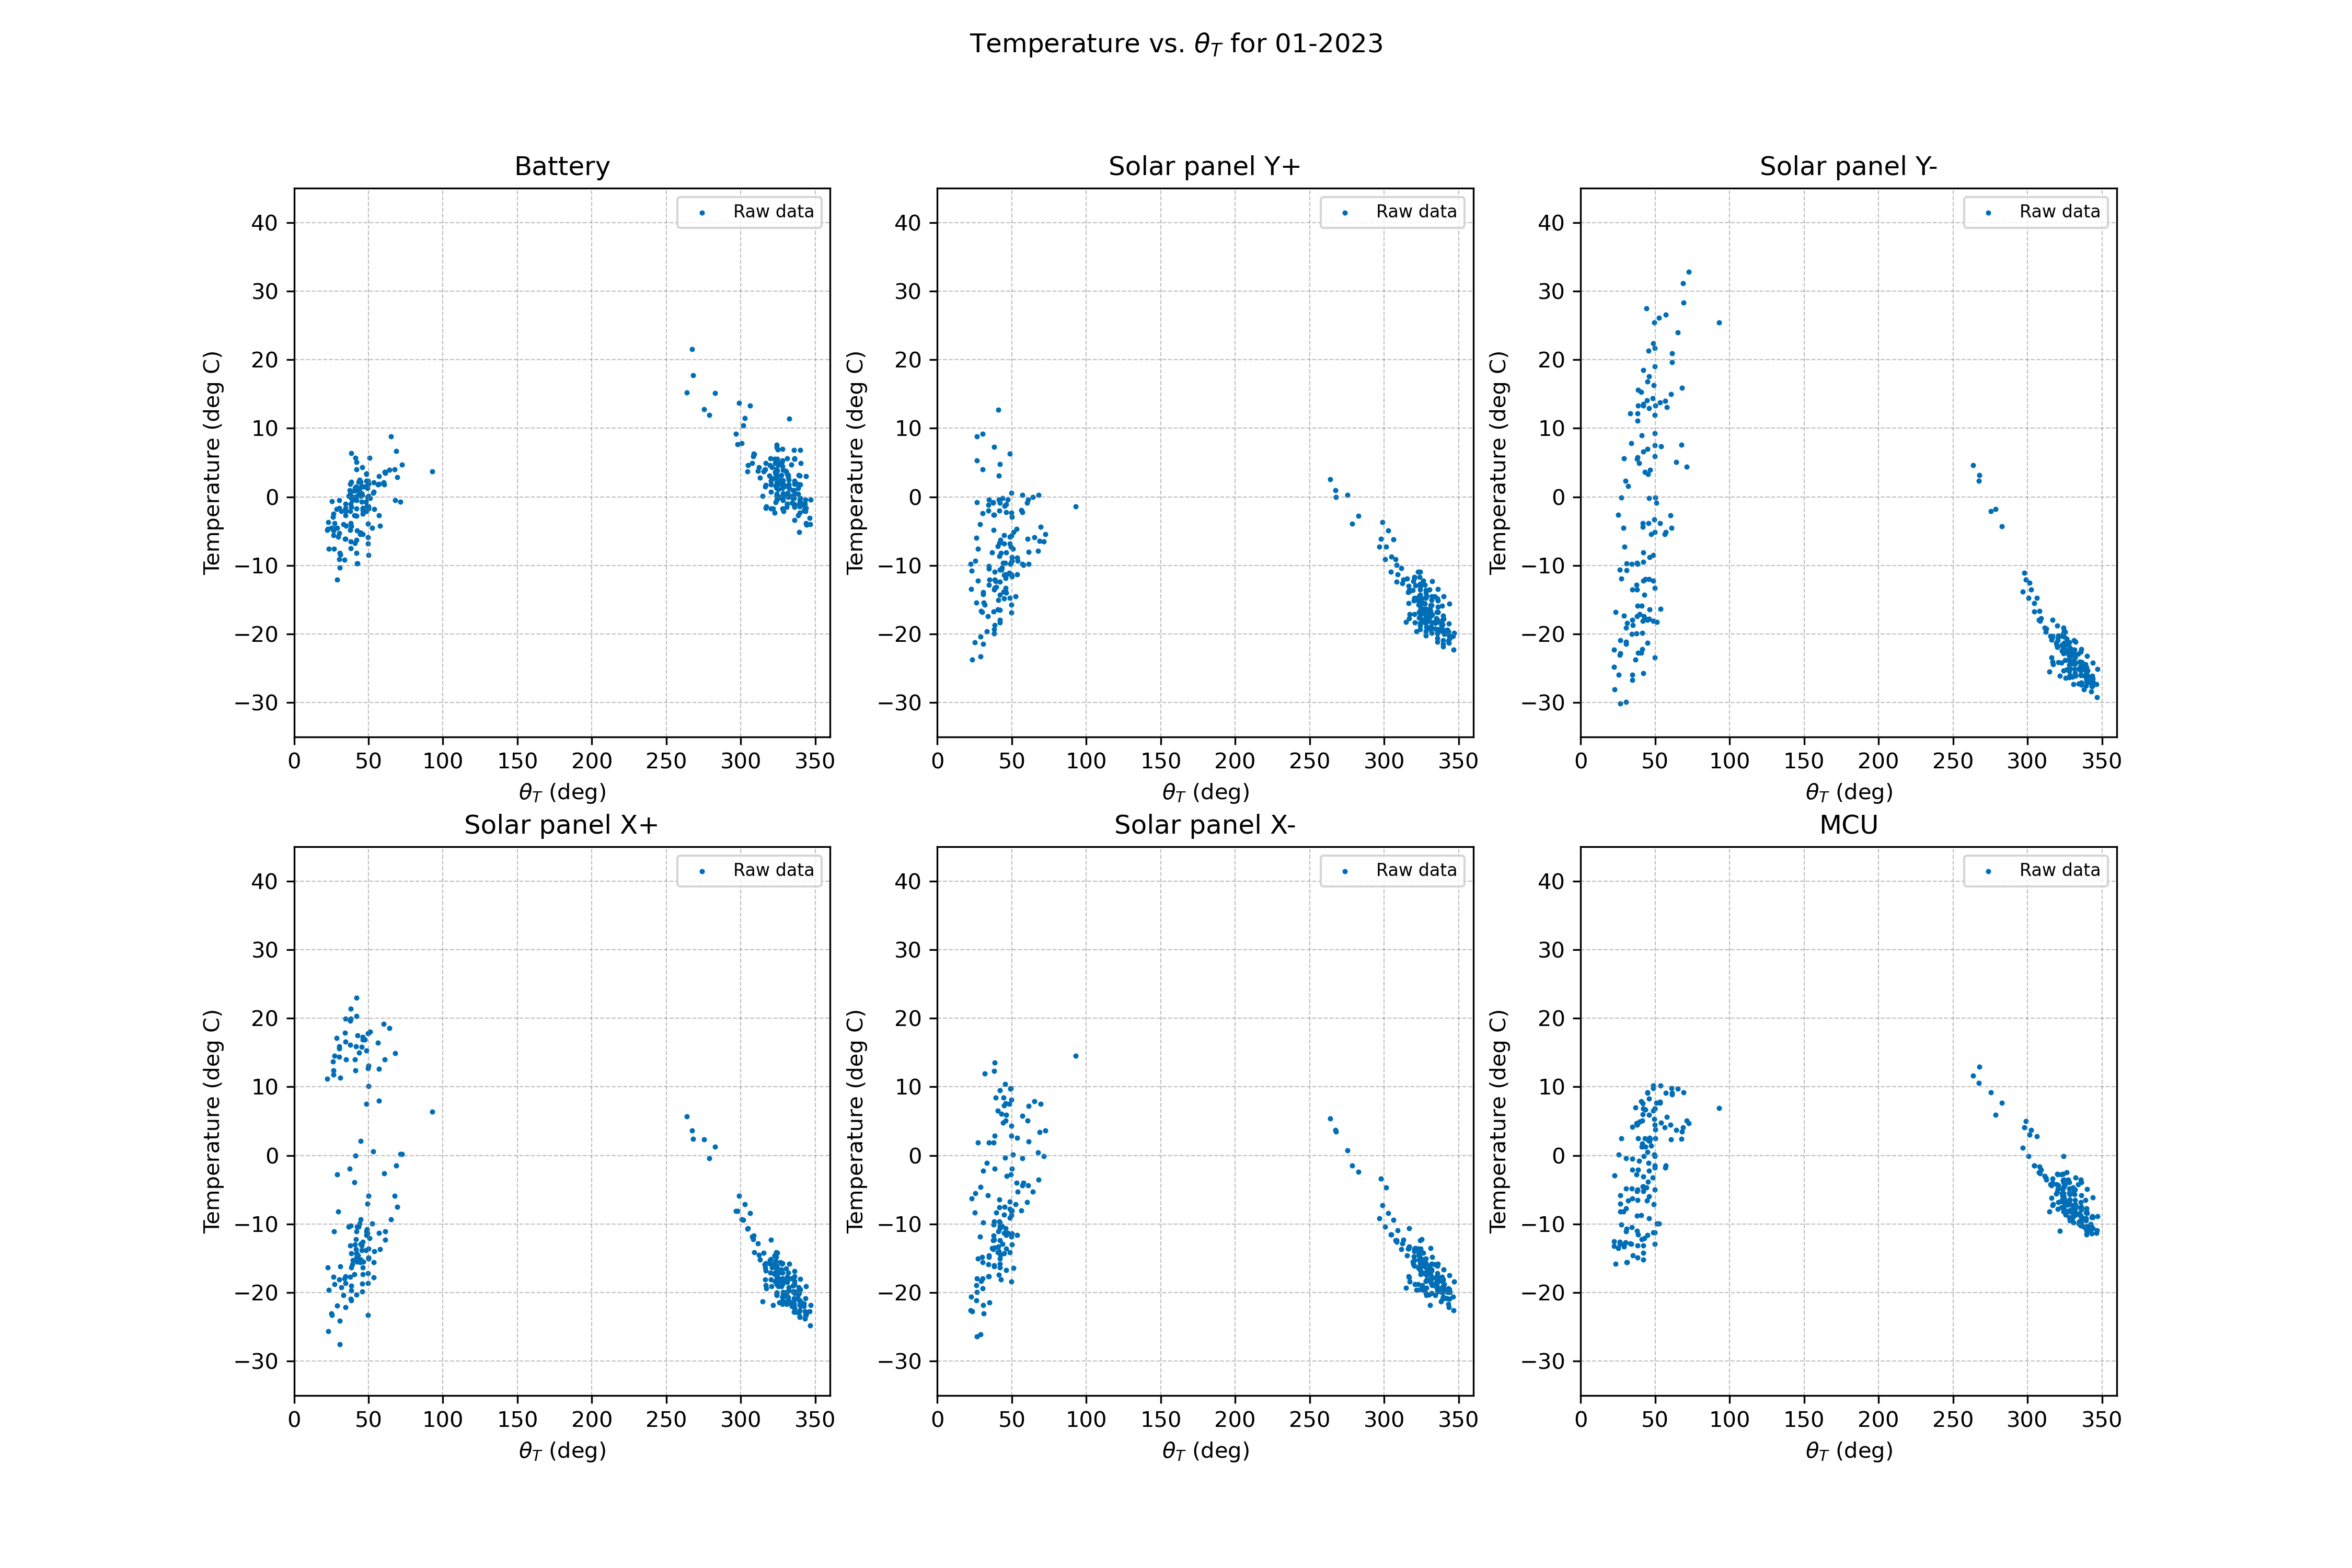 Temperature vs. θ_T for 01-2023
Battery
Solar panel Y+
Solar panel Y-
Raw data
Raw data
Raw data
Temperature (deg C)
40
30
20
10
0
−10
−20
−30
0 50 100 150 200 250 300 350
θ_T (deg)
Temperature (deg C)
40
30
20
10
0
−10
−20
−30
0 50 100 150 200 250 300 350
θ_T (deg)
Temperature (deg C)
40
30
20
10
0
−10
−20
−30
0 50 100 150 200 250 300 350
θ_T (deg)
Solar panel X+
Solar panel X-
MCU
Raw data
Raw data
Raw data
Temperature (deg C)
40
30
20
10
0
−10
−20
−30
0 50 100 150 200 250 300 350
θ_T (deg)
Temperature (deg C)
40
30
20
10
0
−10
−20
−30
0 50 100 150 200 250 300 350
θ_T (deg)
Temperature (deg C)
40
30
20
10
0
−10
−20
−30
0 50 100 150 200 250 300 350
θ_T (deg)